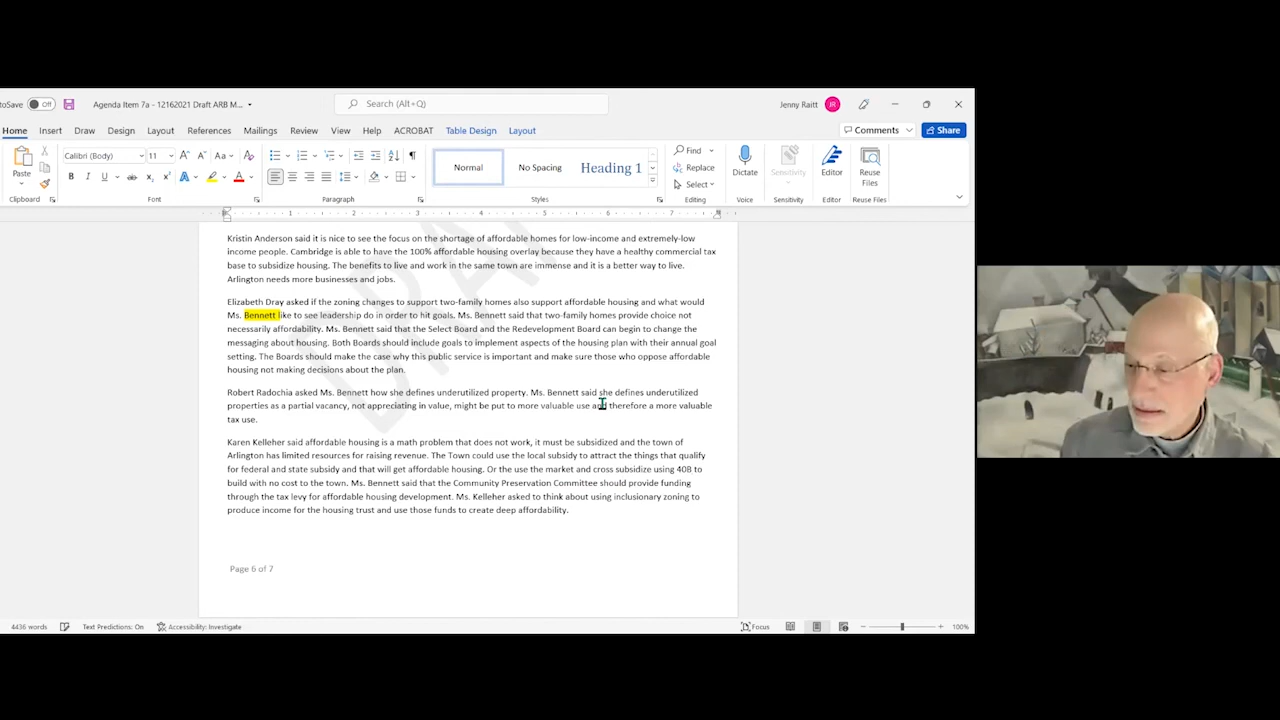 toSave Off Agenda Item 7a - 12162021 Draft ARB M... Search (Alt+Q) Jenny Raitt JR
Home Insert Draw Design Layout References Mailings Review View Help ACROBAT Table Design Layout Comments Share
Calibri (Body) 11 Normal No Spacing Heading 1 Find
Replace
Select
Paste Dictate Sensitivity Editor Reuse Files
Clipboard Font Paragraph Styles Editing Voice Sensitivity Editor Reuse Files
1 2 3 4 5 6 7
Kristin Anderson said it is nice to see the focus on the shortage of affordable homes for low-income and extremely-low
income people. Cambridge is able to have the 100% affordable housing overlay because they have a healthy commercial tax
base to subsidize housing. The benefits to live and work in the same town are immense and it is a better way to live.
Arlington needs more businesses and jobs.
Elizabeth Dray asked if the zoning changes to support two-family homes also support affordable housing and what would
Ms. Bennett like to see leadership do in order to hit goals. Ms. Bennett said that two-family homes provide choice not
necessarily affordability. Ms. Bennett said that the Select Board and the Redevelopment Board can begin to change the
messaging about housing. Both Boards should include goals to implement aspects of the housing plan with their annual goal
setting. The Boards should make the case why this public service is important and make sure those who oppose affordable
housing not making decisions about the plan.
Robert Radochia asked Ms. Bennett how she defines underutilized property. Ms. Bennett said she defines underutilized
properties as a partial vacancy, not appreciating in value, might be put to more valuable use and therefore a more valuable
tax use.
Karen Kelleher said affordable housing is a math problem that does not work, it must be subsidized and the town of
Arlington has limited resources for raising revenue. The Town could use the local subsidy to attract the things that qualify
for federal and state subsidy and that will get affordable housing. Or the use the market and cross subsidize using 40B to
build with no cost to the town. Ms. Bennett said that the Community Preservation Committee should provide funding
through the tax levy for affordable housing development. Ms. Kelleher asked to think about using inclusionary zoning to
produce income for the housing trust and use those funds to create deep affordability.
Page 6 of 7
4436 words Text Predictions: On Accessibility: Investigate Focus 100%